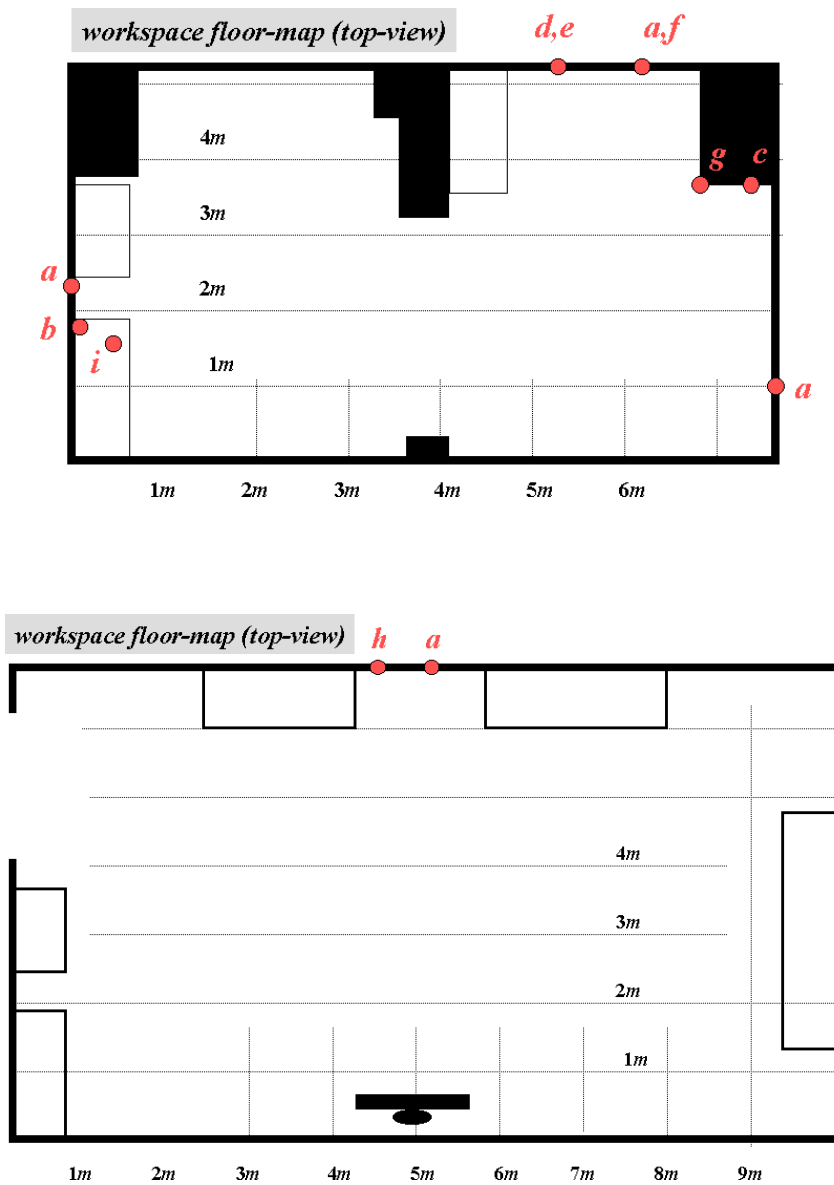 workspace floor-map (top-view)
d,e
a,f
4m
g
c
3m
a
2m
b
i
1m
a
1m 2m 3m 4m 5m 6m
workspace floor-map (top-view)
h
a
4m
3m
2m
1m
1m 2m 3m 4m 5m 6m 7m 8m 9m